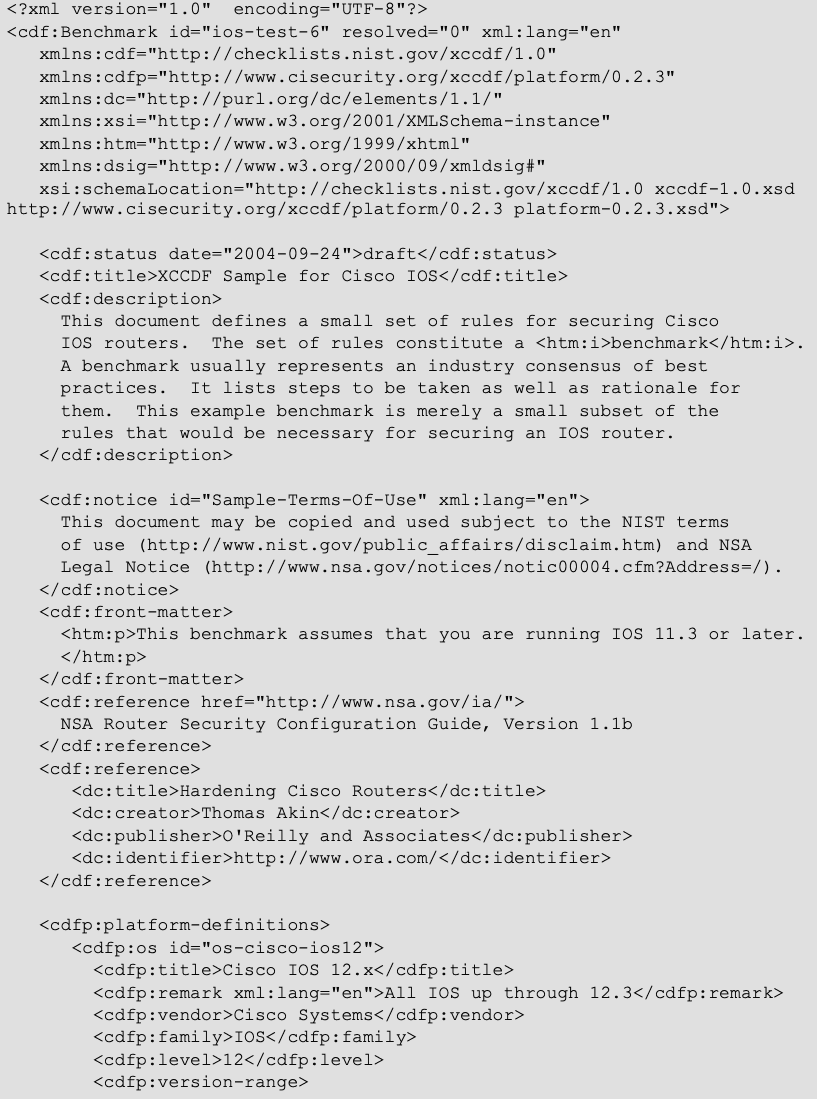 <?xml version="1.0"  encoding="UTF-8"?>
<cdf:Benchmark id="ios-test-6" resolved="0" xml:lang="en"
   xmlns:cdf="http://checklists.nist.gov/xccdf/1.0"
   xmlns:cdfp="http://www.cisecurity.org/xccdf/platform/0.2.3"
   xmlns:dc="http://purl.org/dc/elements/1.1/"
   xmlns:xsi="http://www.w3.org/2001/XMLSchema-instance"
   xmlns:htm="http://www.w3.org/1999/xhtml"
   xmlns:dsig="http://www.w3.org/2000/09/xmldsig#"
   xsi:schemaLocation="http://checklists.nist.gov/xccdf/1.0 xccdf-1.0.xsd
http://www.cisecurity.org/xccdf/platform/0.2.3 platform-0.2.3.xsd">

   <cdf:status date="2004-09-24">draft</cdf:status>
   <cdf:title>XCCDF Sample for Cisco IOS</cdf:title>
   <cdf:description>
     This document defines a small set of rules for securing Cisco
     IOS routers.  The set of rules constitute a <htm:i>benchmark</htm:i>.
     A benchmark usually represents an industry consensus of best
     practices.  It lists steps to be taken as well as rationale for
     them.  This example benchmark is merely a small subset of the
     rules that would be necessary for securing an IOS router.
   </cdf:description>

   <cdf:notice id="Sample-Terms-Of-Use" xml:lang="en">
     This document may be copied and used subject to the NIST terms
     of use (http://www.nist.gov/public_affairs/disclaim.htm) and NSA
     Legal Notice (http://www.nsa.gov/notices/notic00004.cfm?Address=/).
   </cdf:notice>
   <cdf:front-matter>
     <htm:p>This benchmark assumes that you are running IOS 11.3 or later.
     </htm:p>
   </cdf:front-matter>
   <cdf:reference href="http://www.nsa.gov/ia/">
     NSA Router Security Configuration Guide, Version 1.1b
   </cdf:reference>
   <cdf:reference>
      <dc:title>Hardening Cisco Routers</dc:title>
      <dc:creator>Thomas Akin</dc:creator>
      <dc:publisher>O'Reilly and Associates</dc:publisher>
      <dc:identifier>http://www.ora.com/</dc:identifier>
   </cdf:reference>

   <cdfp:platform-definitions>
      <cdfp:os id="os-cisco-ios12">
        <cdfp:title>Cisco IOS 12.x</cdfp:title>
        <cdfp:remark xml:lang="en">All IOS up through 12.3</cdfp:remark>
        <cdfp:vendor>Cisco Systems</cdfp:vendor>
        <cdfp:family>IOS</cdfp:family>
        <cdfp:level>12</cdfp:level>
        <cdfp:version-range>